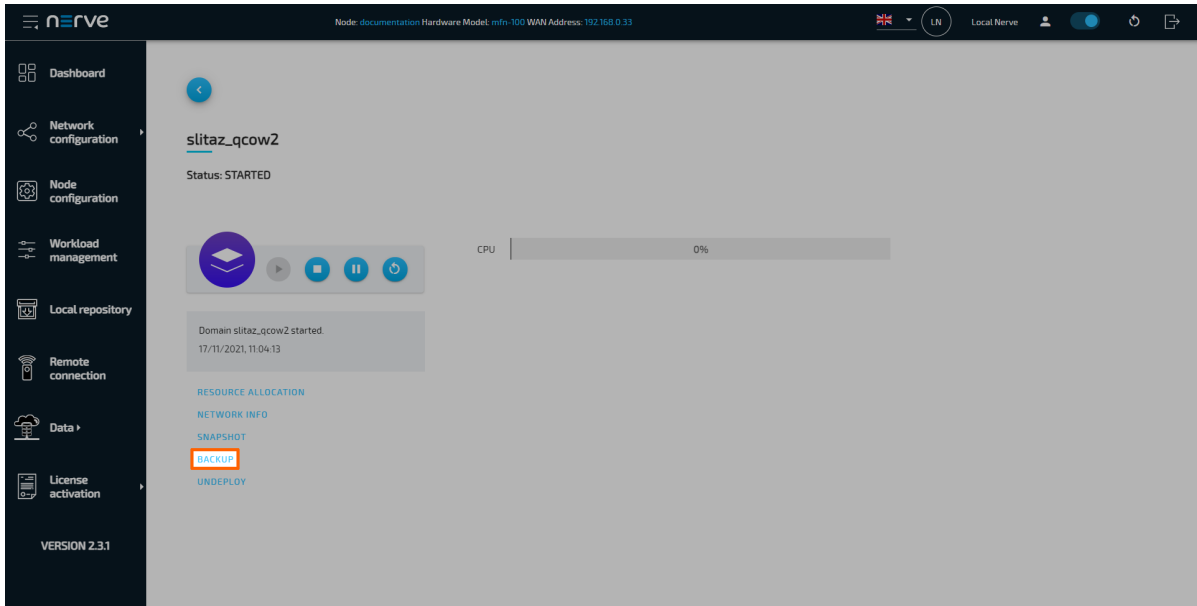 nerve
Node: documentation Hardware Model: mfn-100 WAN Address: 192.168.0.33
LN
Local Nerve
Dashboard
Network
configuration
Node
configuration
Workload
management
Local repository
Remote
connection
Data
License
activation
VERSION 2.3.1
slitaz_qcow2
Status: STARTED
CPU
0%
Domain slitaz_qcow2 started.
17/11/2021, 11:04:13
RESOURCE ALLOCATION
NETWORK INFO
SNAPSHOT
BACKUP
UNDEPLOY